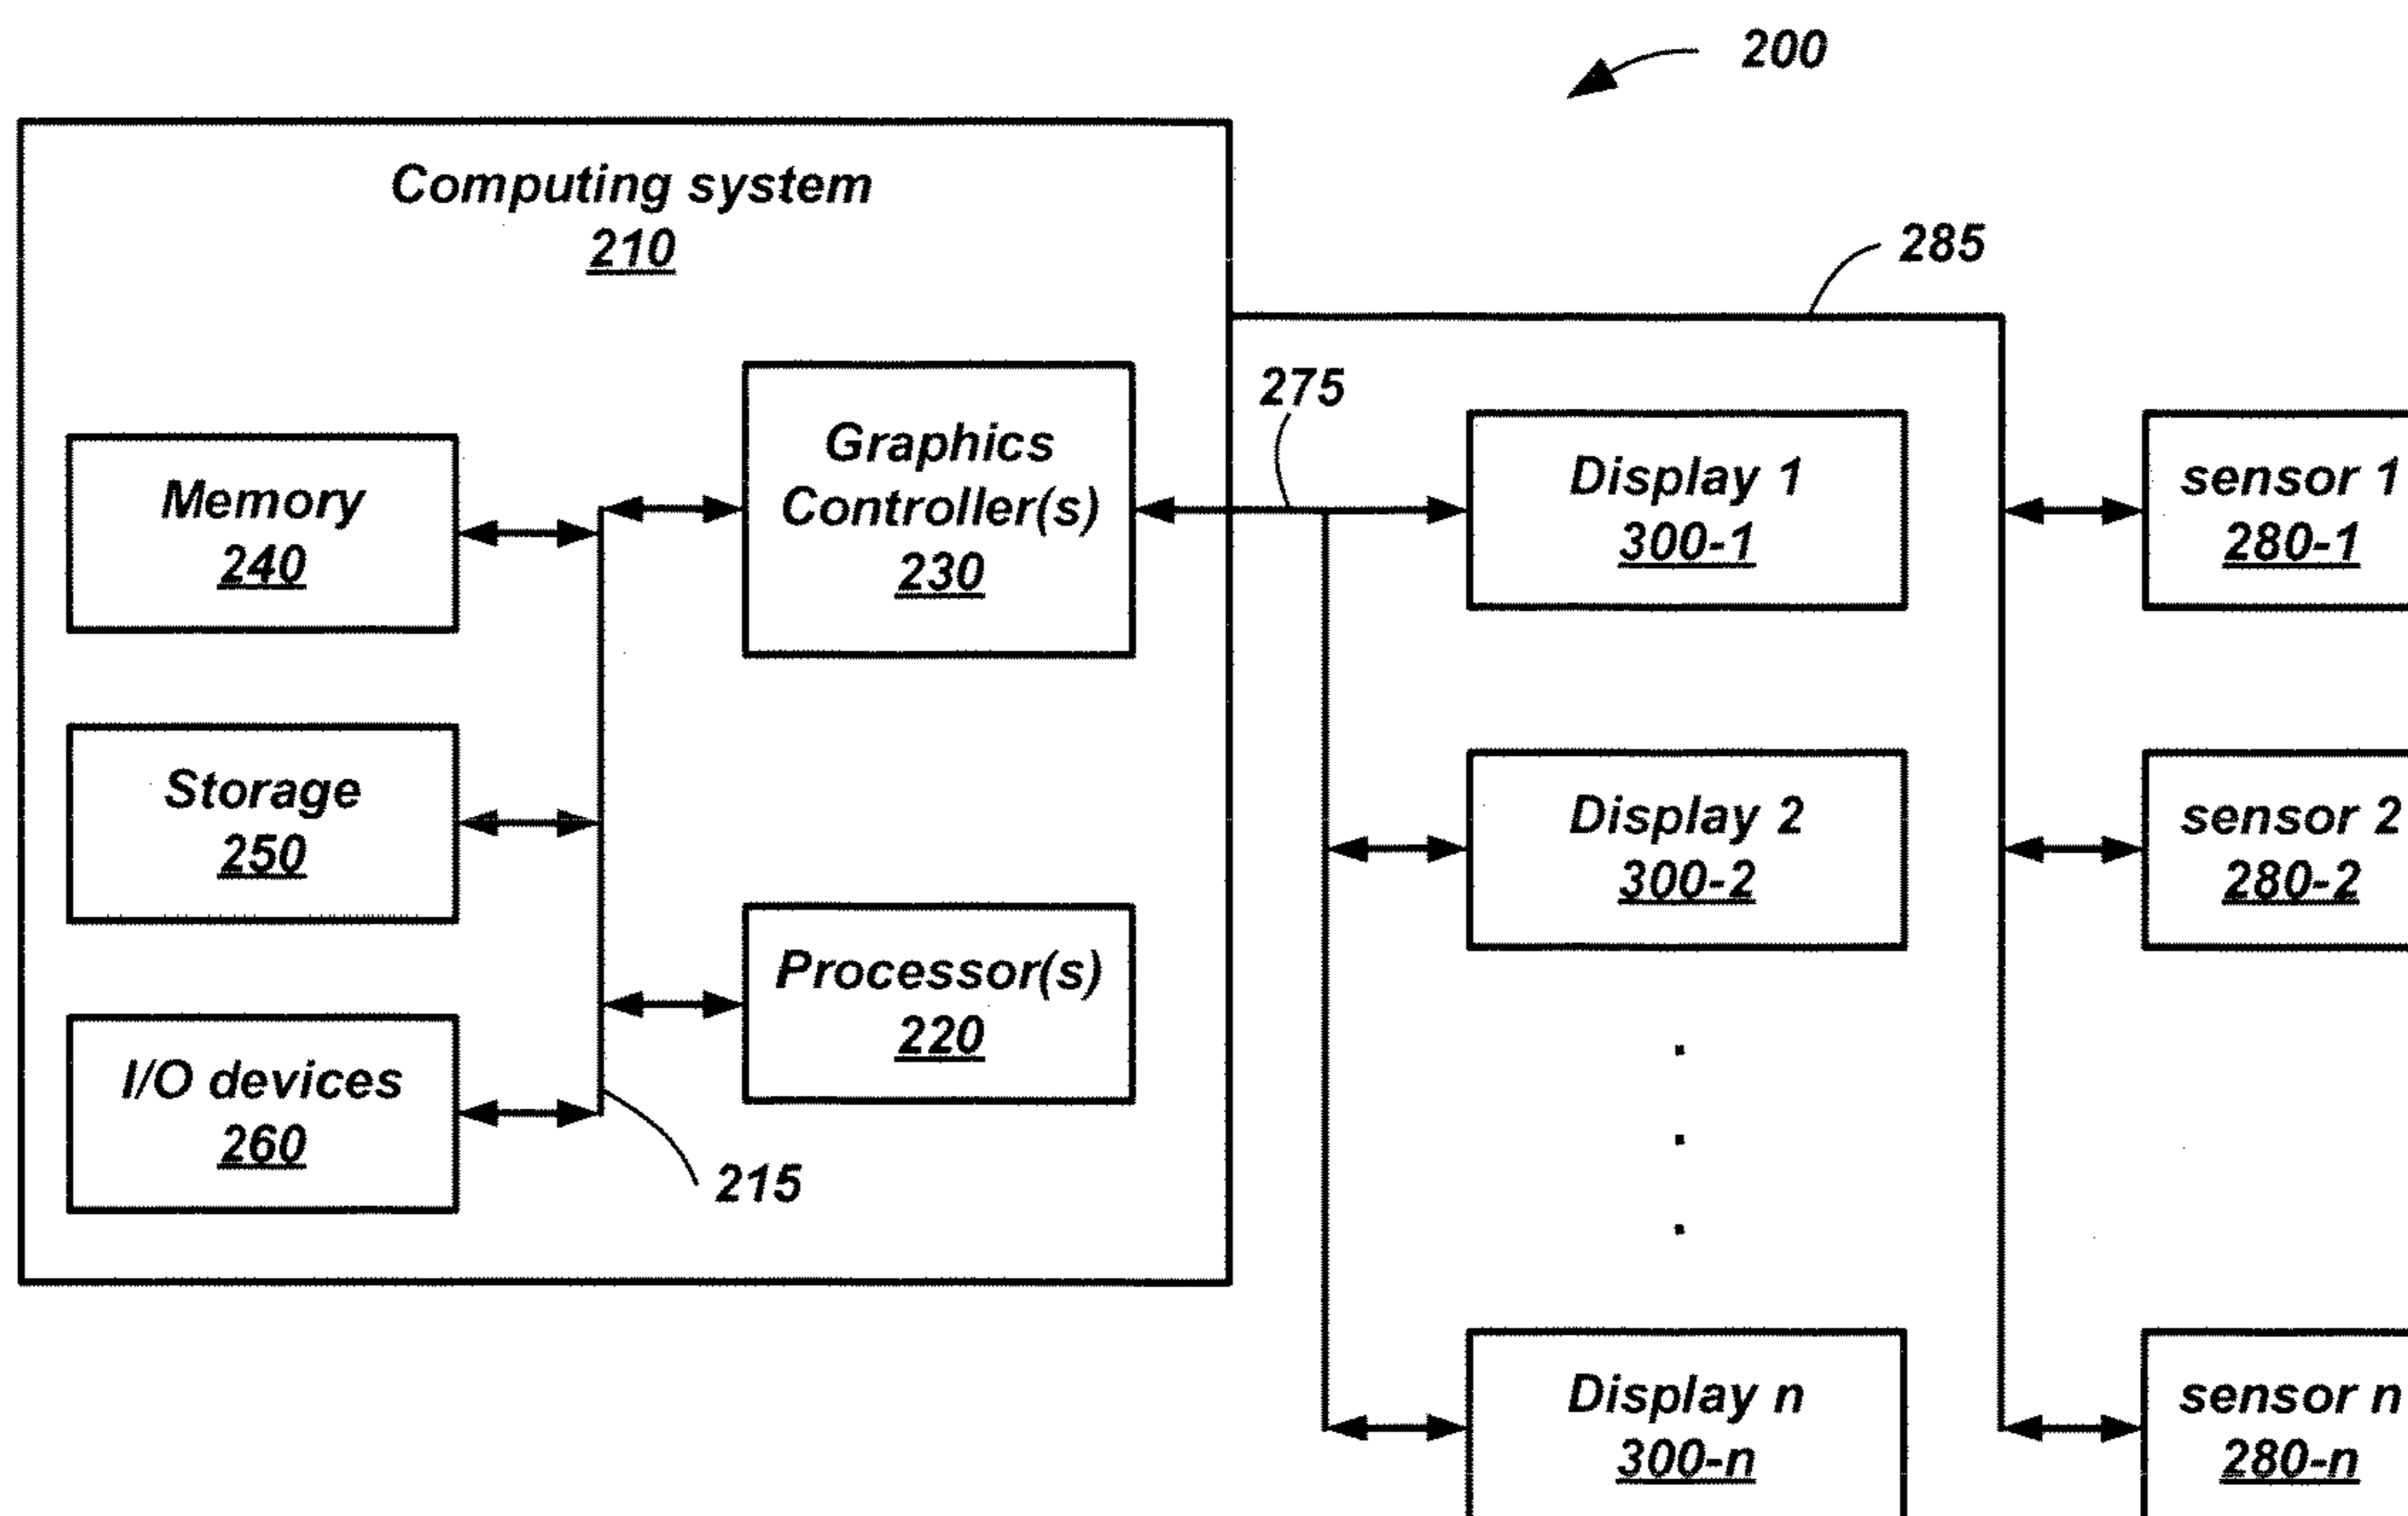 200
Computing system
210
285
275
Graphics
Controller(s)
230
Memory
240
Display 1
300-1
sensor 1
280-1
Storage
250
Display 2
300-2
sensor 2
280-2
Processor(s)
220
I/O devices
260
215
Display n
300-n
sensor n
280-n